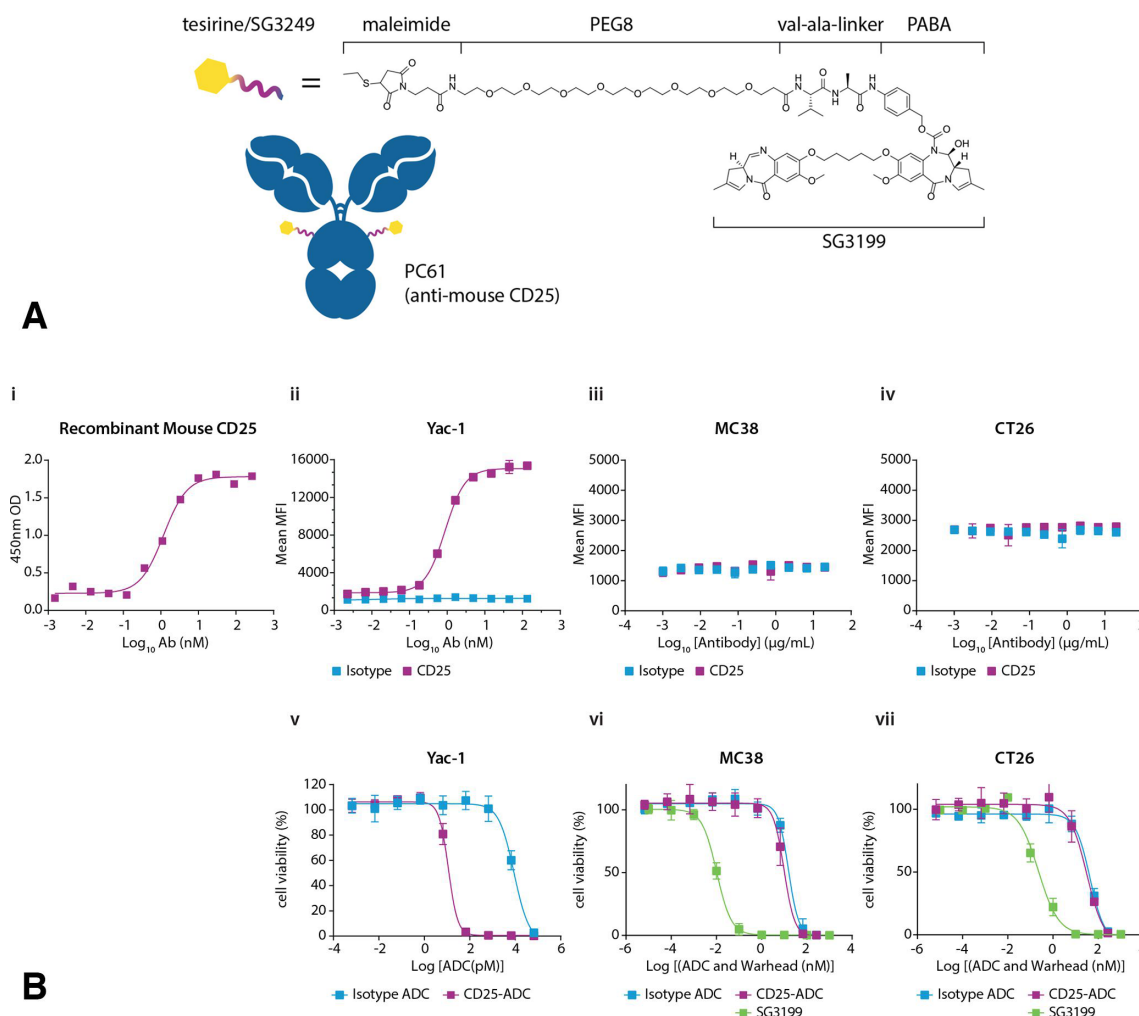 tesirine/SG3249
maleimide
PEG8
val-ala-linker
PABA
=
O
S
N
O
O
H
N
O
O
O
O
O
O
O
O
O
H
N
O
N
H
O
H
N
O
O
N
OH
H
N
O
O
H
N
N
O
O
O
O
SG3199
PC61
(anti-mouse CD25)
A
i
ii
iii
iv
Recombinant Mouse CD25
Yac-1
MC38
CT26
450nm OD
2.0
1.5
1.0
0.5
0.0
-3 -2 -1 0 1 2 3
Log10 Ab (nM)
Mean MFI
16000
12000
8000
4000
0
-3 -2 -1 0 1 2 3
Log10 Ab (nM)
Isotype CD25
Mean MFI
5000
4000
3000
2000
1000
0
-4 -3 -2 -1 0 1 2
Log10 [Antibody] (µg/mL)
Isotype CD25
Mean MFI
5000
4000
3000
2000
1000
0
-4 -3 -2 -1 0 1 2
Log10 [Antibody] (µg/mL)
Isotype CD25
v
vi
vii
Yac-1
MC38
CT26
cell viability (%)
120
100
80
60
40
20
0
-4 -2 0 2 4 6
Log [ADC(pM)]
Isotype ADC CD25-ADC
cell viability (%)
100
50
0
-6 -4 -2 0 2 4
Log [(ADC and Warhead (nM)]
Isotype ADC CD25-ADC
SG3199
cell viability (%)
100
50
0
-6 -4 -2 0 2
Log [(ADC and Warhead (nM)]
Isotype ADC CD25-ADC
SG3199
B